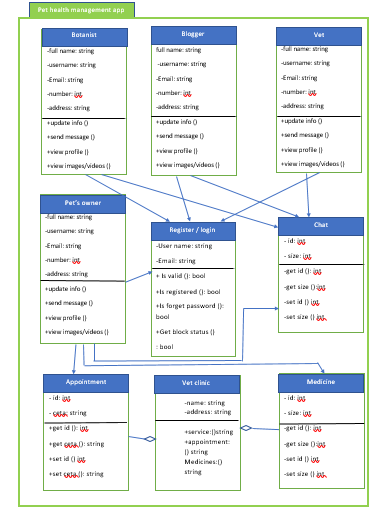 Pet health management app
Botanist
-full name: string
-username: string
-Email: string
-number: int
-address: string
+update info ()
+send message ()
+view profile ()
+view images/videos ()
Blogger
full name: string
-username: string
-Email: string
-number: int
-address: string
+update info ()
+send message ()
+view profile ()
+view images/videos ()
Vet
-full name: string
-username: string
-Email: string
-number: int
-address: string
+update info ()
+send message ()
+view profile ()
+view images/videos ()
Pet's owner
-full name: string
-username: string
-Email: string
-number: int
-address: string
+update info ()
+send message ()
+view profile ()
+view images/videos ()
Register / login
-User name: string
-Email: string
+ Is valid (): bool
+Is registered (): bool
+Is forget password ():
bool
+Get block status ()
: bool
Chat
- id: int
- size: int
-get id (): int
-get size (): int
-set id () int
-set size () int
Appointment
- id: int
- string
+get id (): int
+get (): string
+set id () int
+set (): string
Vet clinic
-name: string
-address: string
+service:()string
+appointment:
() string
Medicines:()
string
Medicine
- id: int
- size: int
-get id (): int
-get size (): int
-set id () int
-set size () int